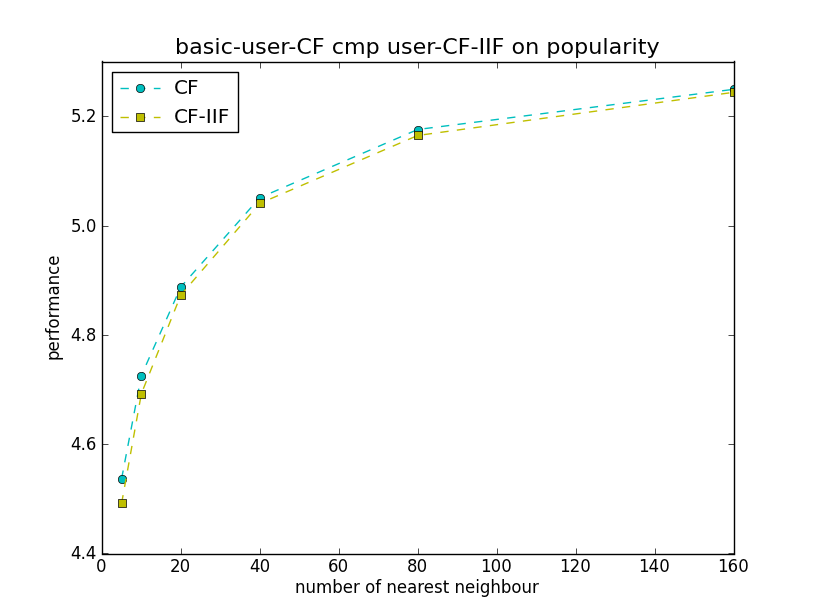 basic-user-CF cmp user-CF-IIF on popularity
CF
CF-IIF
5.2
5.0
4.8
4.6
4.4
performance
0 20 40 60 80 100 120 140 160
number of nearest neighbour